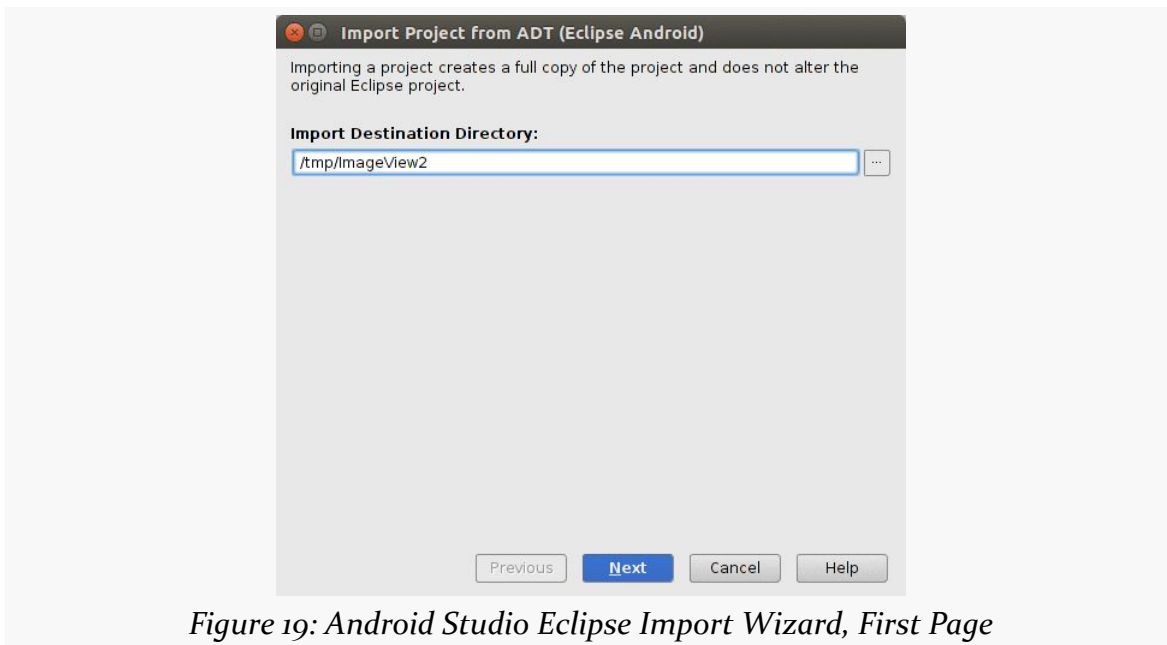 Import Project from ADT (Eclipse Android)
Importing a project creates a full copy of the project and does not alter the
original Eclipse project.
Import Destination Directory:
/tmp/ImageView2
...
Previous Next Cancel Help
Figure 19: Android Studio Eclipse Import Wizard, First Page